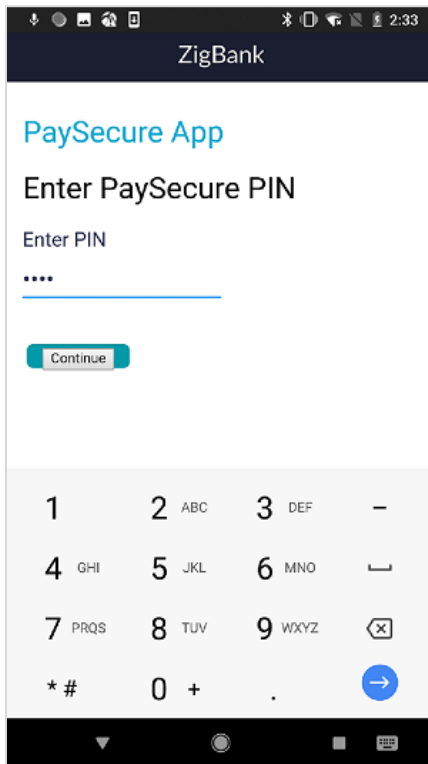 2:33
ZigBank
PaySecure App
Enter PaySecure PIN
Enter PIN
••••
Continue
1 2 ABC 3 DEF –
4 GHI 5 JKL 6 MNO
7 PRQS 8 TUV 9 WXYZ
* # 0 + .